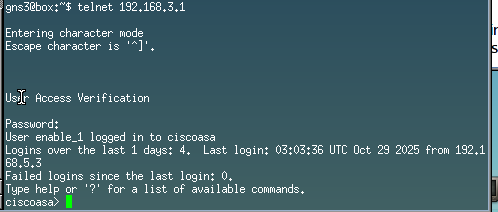 gns3@box:~$ telnet 192.168.3.1
Entering character mode
Escape character is '^]'.
User Access Verification
Password:
User enable_1 logged in to ciscoasa
Logins over the last 1 days: 4.  Last login: 03:03:36 UTC Oct 29 2025 from 192.1
68.5.3
Failed logins since the last login: 0.
Type help or '?' for a list of available commands.
ciscoasa>